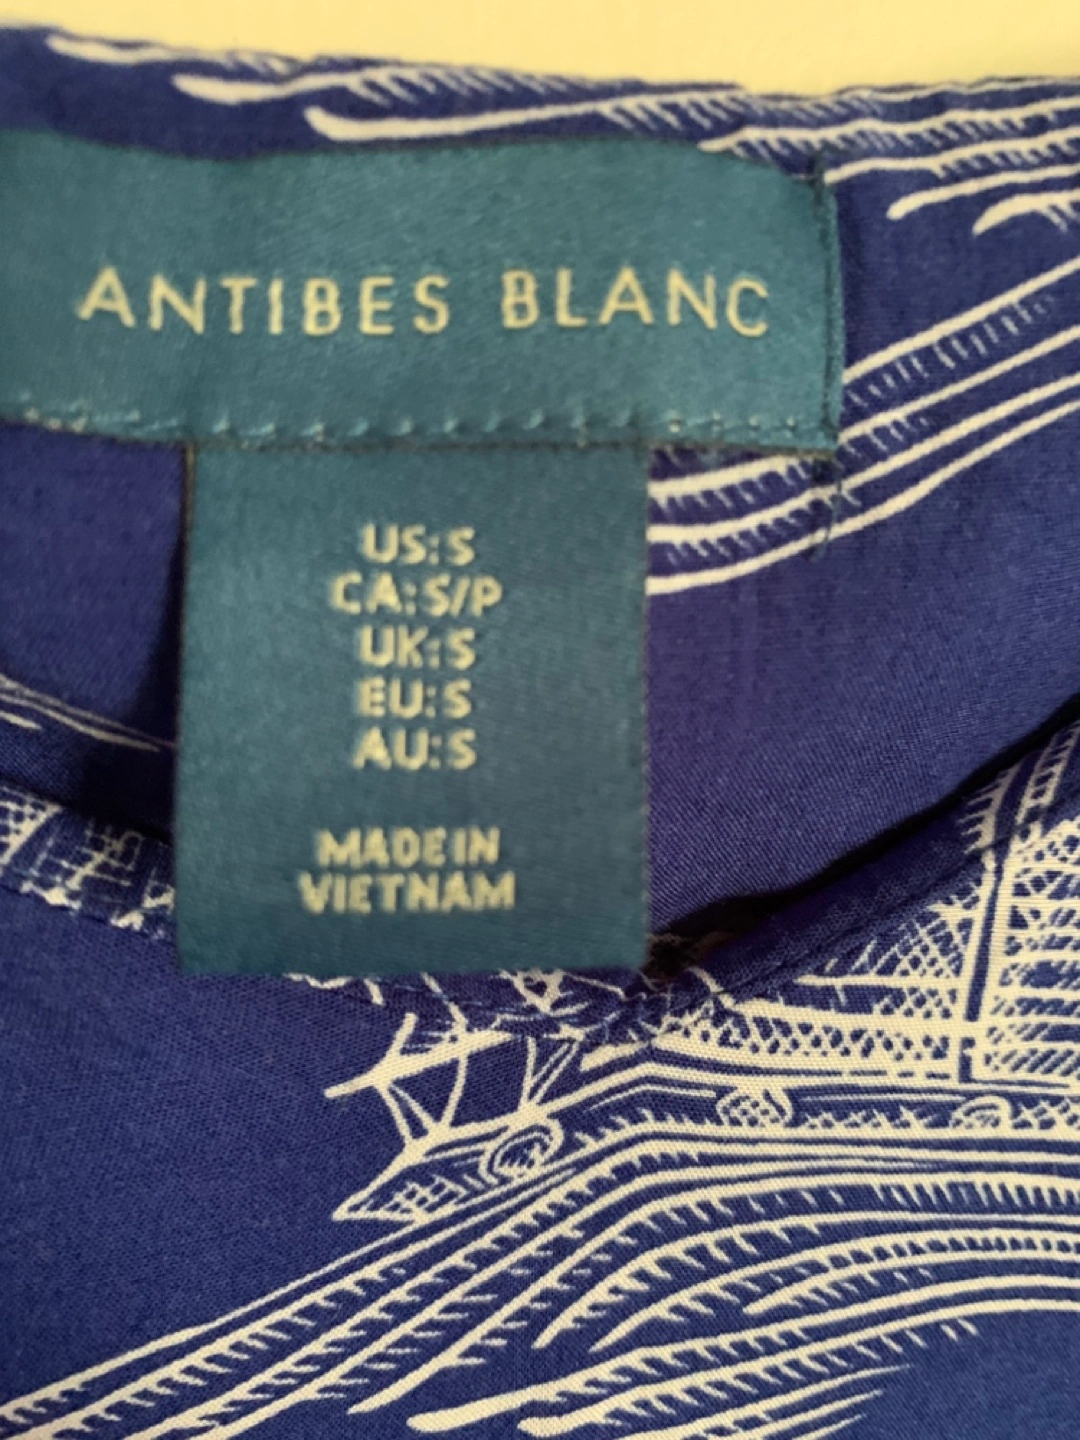 ANTIBES BLANC
US:S
CA:S/P
UK:S
EU:S
AU:S
MADE IN
VIETNAM